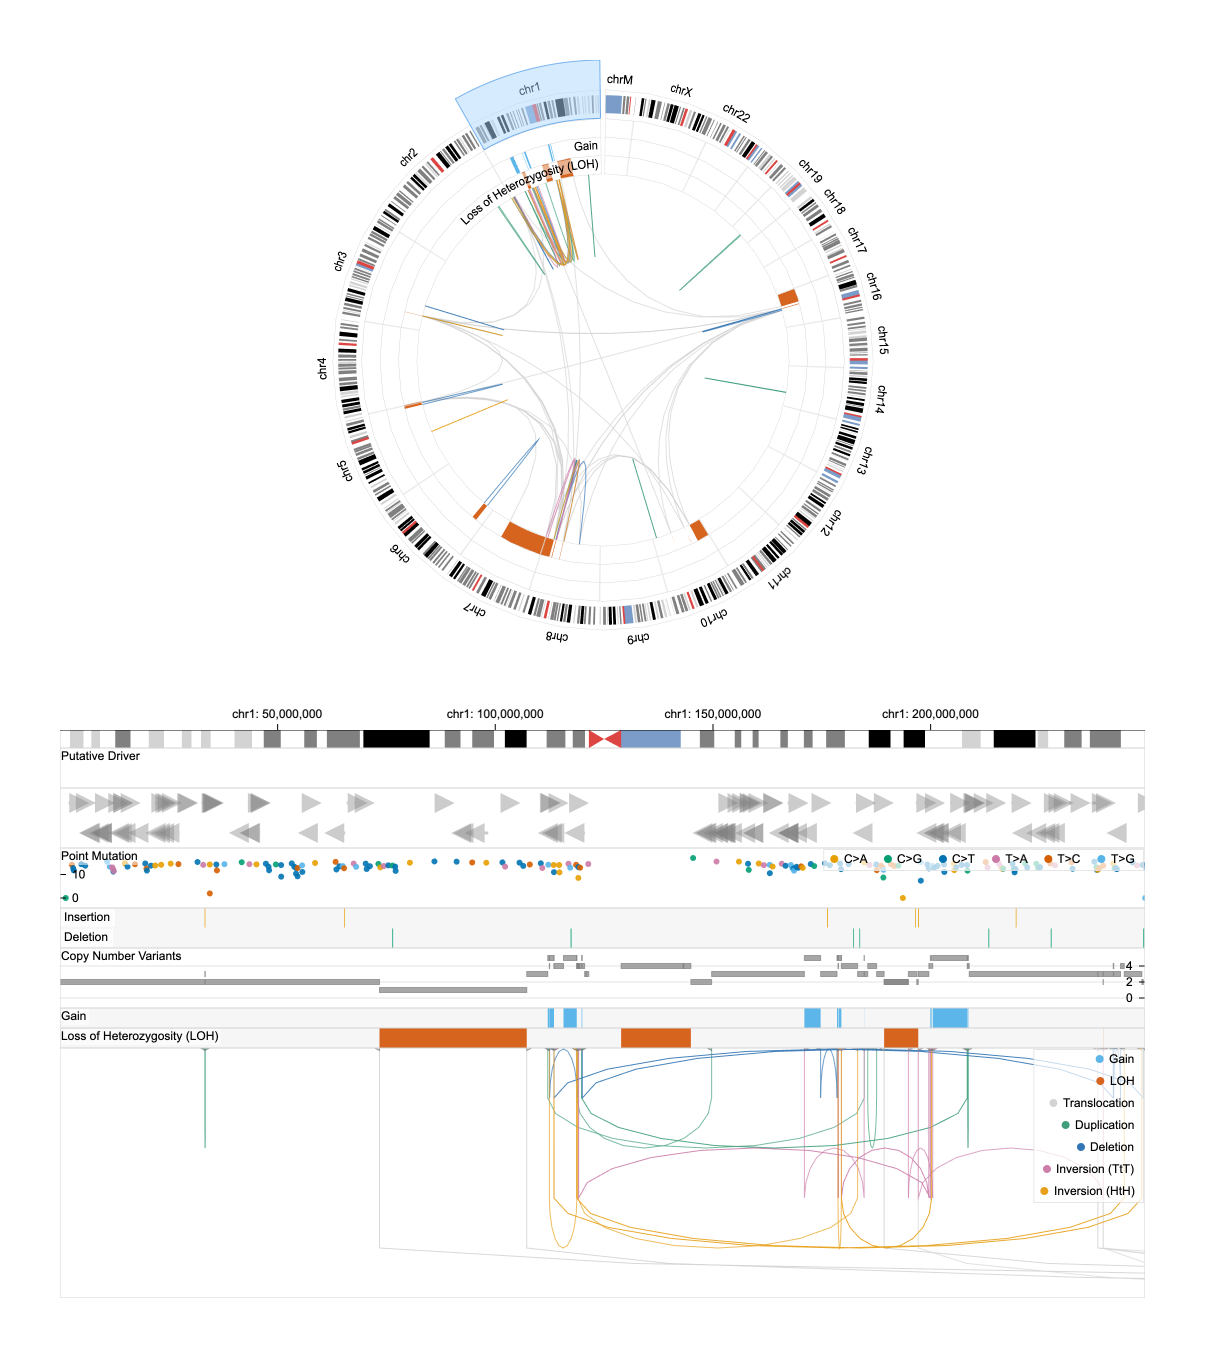 chrM
chrX
chr22
chr19
chr18
chr17
chr16
chr15
chr14
chr13
chr12
chr11
chr10
chr9
chr8
chr7
chr6
chr5
chr4
chr3
chr2
chr1
Gain
Loss of Heterozygosity (LOH)
chr1: 50,000,000 chr1: 100,000,000 chr1: 150,000,000 chr1: 200,000,000
Putative Driver
Point Mutation
C>A C>G C>T T>A T>C T>G
10
0
Insertion
Deletion
Copy Number Variants
4
2
0
Gain
Loss of Heterozygosity (LOH)
Gain
LOH
Translocation
Duplication
Deletion
Inversion (TtT)
Inversion (HtH)